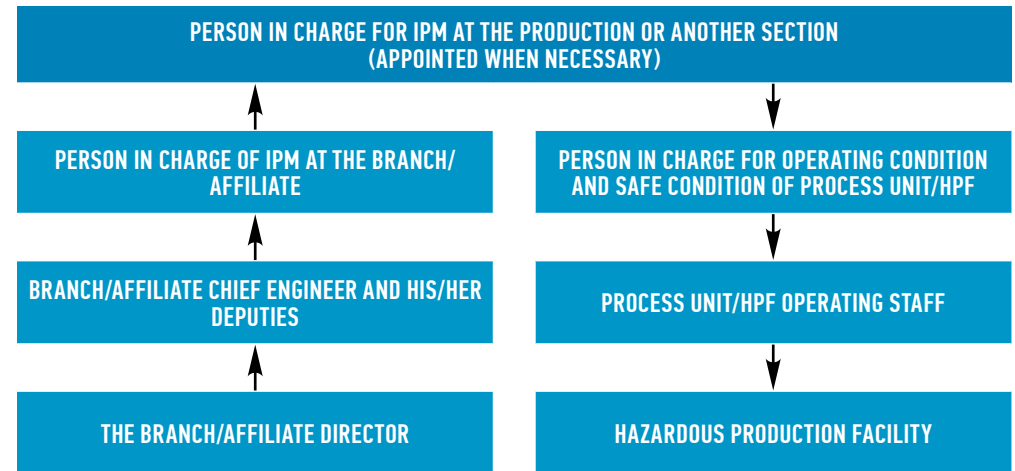 PERSON IN CHARGE FOR IPM AT THE PRODUCTION OR ANOTHER SECTION
(APPOINTED WHEN NECESSARY)
PERSON IN CHARGE OF IPM AT THE BRANCH/
AFFILIATE
PERSON IN CHARGE FOR OPERATING CONDITION
AND SAFE CONDITION OF PROCESS UNIT/HPF
BRANCH/AFFILIATE CHIEF ENGINEER AND HIS/HER
DEPUTIES
PROCESS UNIT/HPF OPERATING STAFF
THE BRANCH/AFFILIATE DIRECTOR
HAZARDOUS PRODUCTION FACILITY